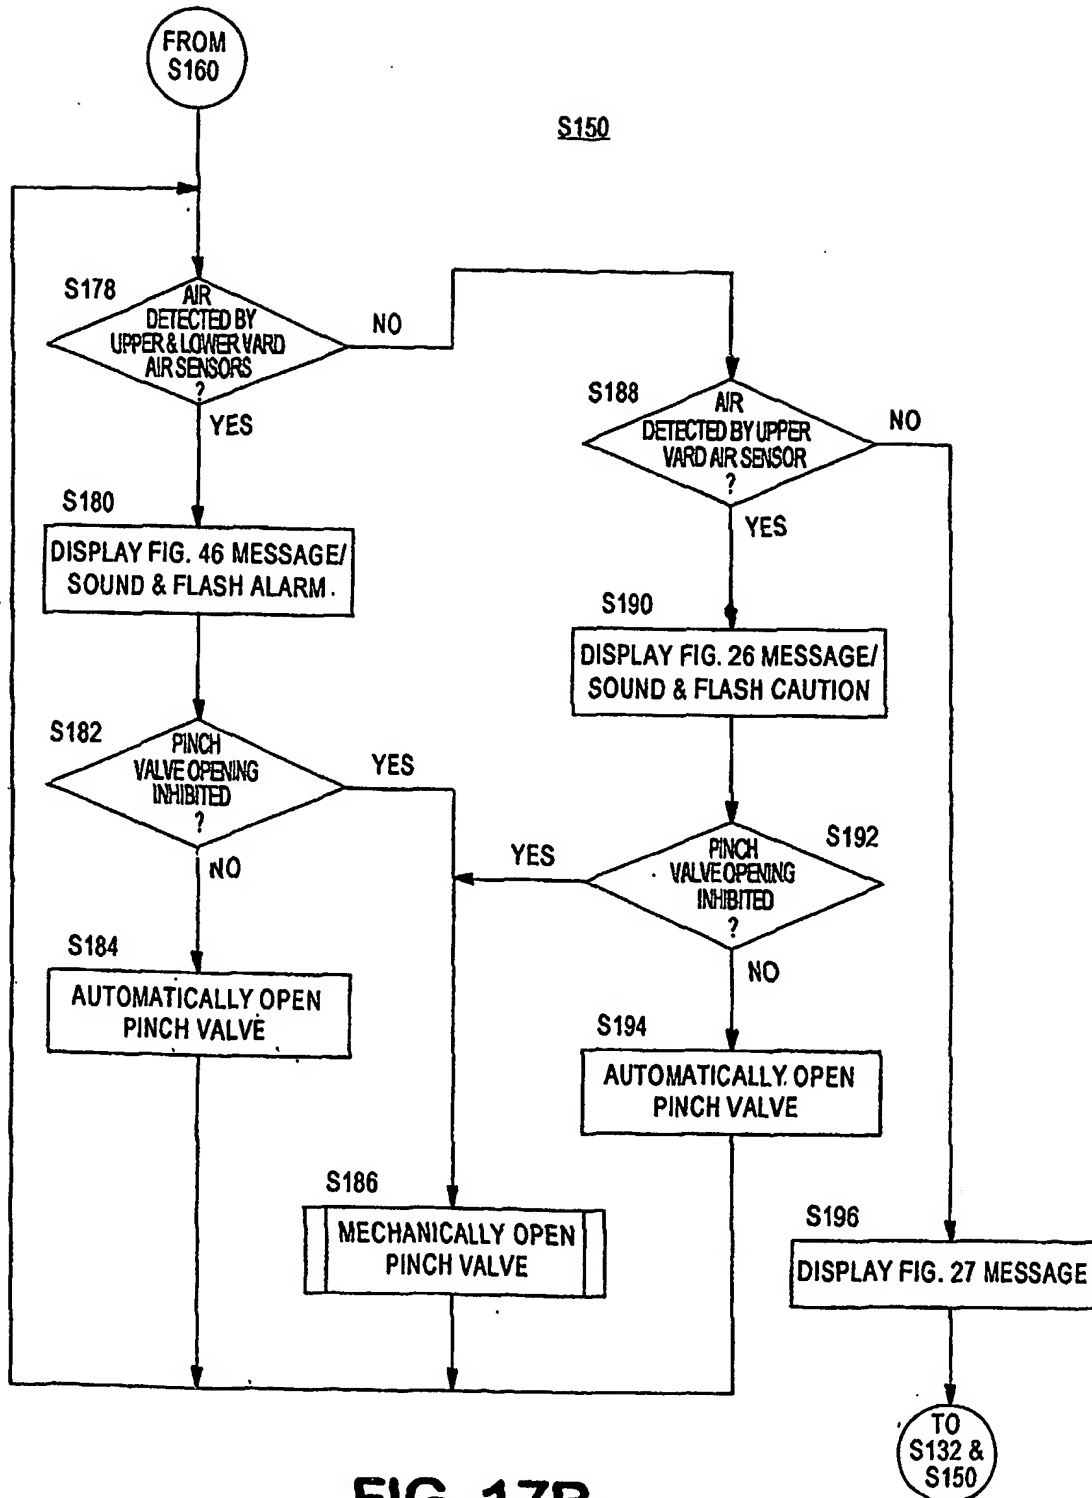 FROM
S160
S150
S178
AIR
DETECTED BY
UPPER & LOWER VARD
AIR SENSORS
?
NO
YES
S188
AIR
DETECTED BY UPPER
VARD AIR SENSOR
?
NO
YES
S180
DISPLAY FIG. 46 MESSAGE/
SOUND & FLASH ALARM.
S190
DISPLAY FIG. 26 MESSAGE/
SOUND & FLASH CAUTION
S182
PINCH
VALVE OPENING
INHIBITED
?
YES
NO
S192
PINCH
VALVE OPENING
INHIBITED
?
YES
NO
S184
AUTOMATICALLY OPEN
PINCH VALVE
S194
AUTOMATICALLY OPEN
PINCH VALVE
S186
MECHANICALLY OPEN
PINCH VALVE
S196
DISPLAY FIG. 27 MESSAGE
TO
S132 &
S150
FIG. 17B